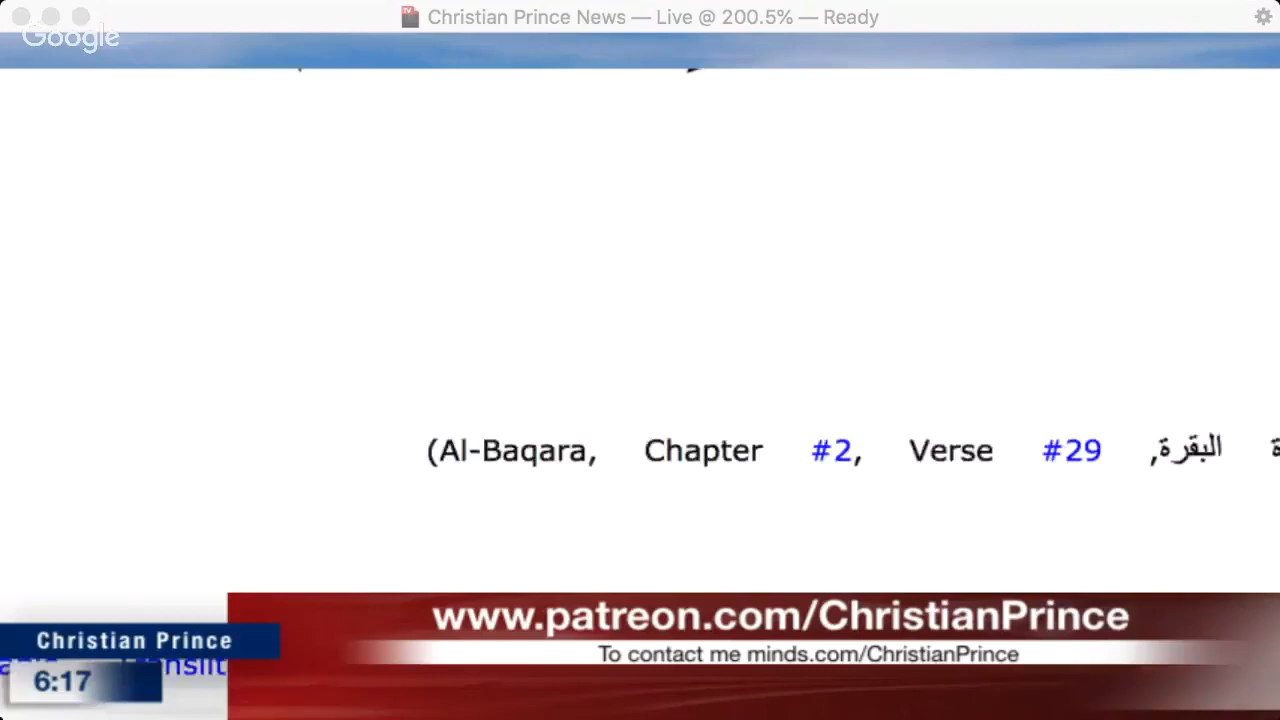 Christian Prince News — Live @ 200.5% — Ready
Google
(Al-Baqara, Chapter #2, Verse #29 البقرة,
www.patreon.com/ChristianPrince
Christian Prince
To contact me minds.com/ChristianPrince
6:17